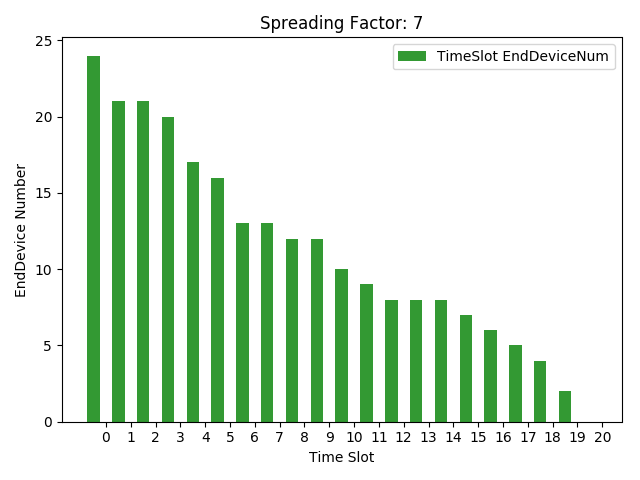 Spreading Factor: 7
TimeSlot EndDeviceNum
25
20
15
10
5
0
EndDevice Number
0 1 2 3 4 5 6 7 8 9 10 11 12 13 14 15 16 17 18 19 20
Time Slot